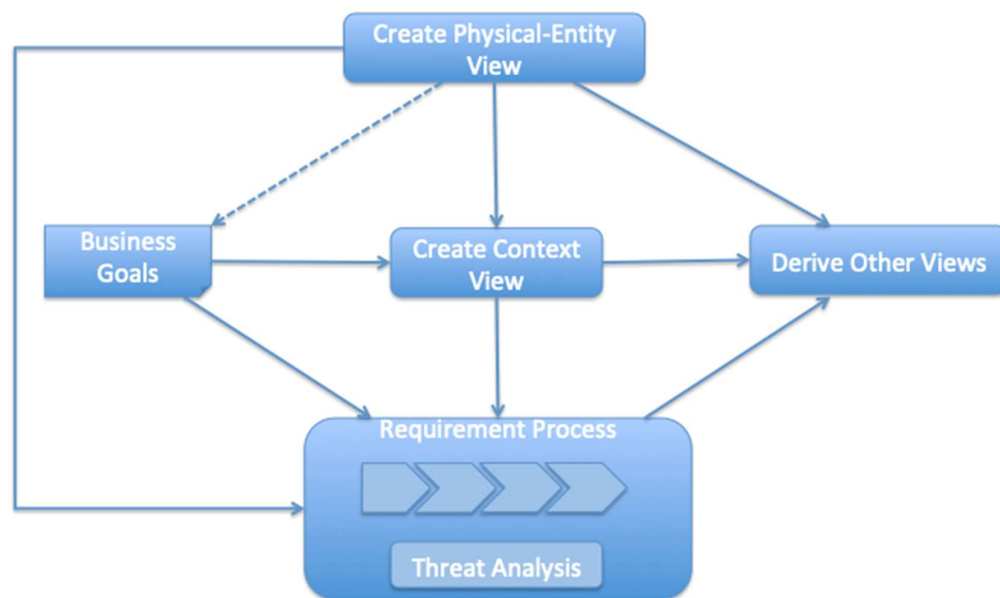 Create Physical-Entity
View
Business
Goals
Create Context
View
Derive Other Views
Requirement Process
Threat Analysis